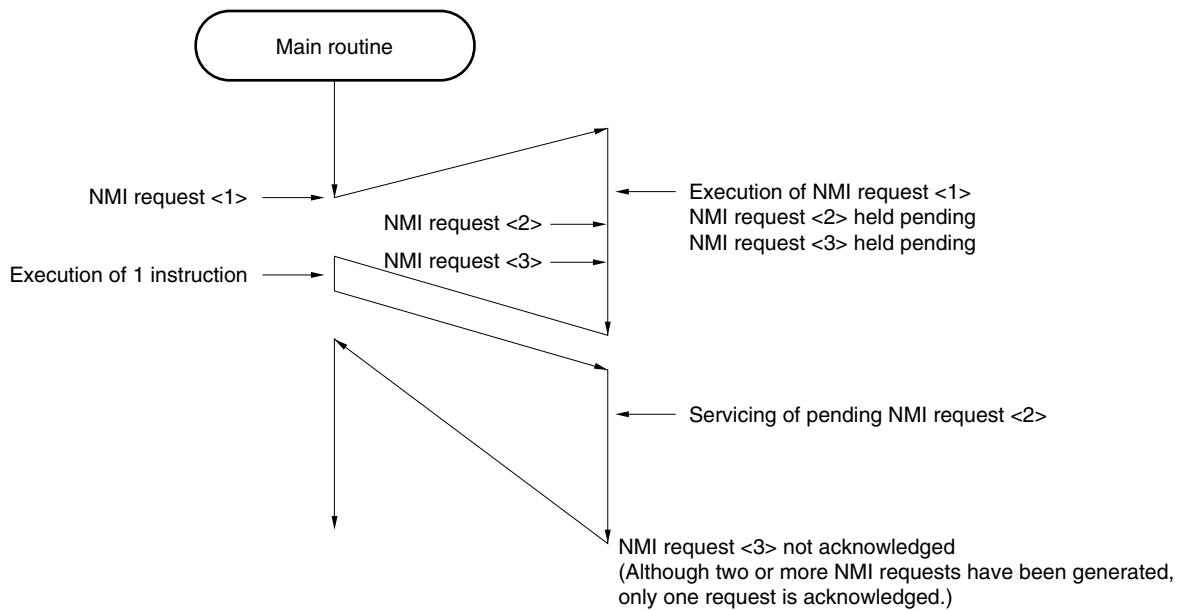 Main routine
NMI request <1>
Execution of NMI request <1>
NMI request <2> held pending
NMI request <3> held pending
NMI request <2>
NMI request <3>
Execution of 1 instruction
Servicing of pending NMI request <2>
NMI request <3> not acknowledged
(Although two or more NMI requests have been generated,
only one request is acknowledged.)